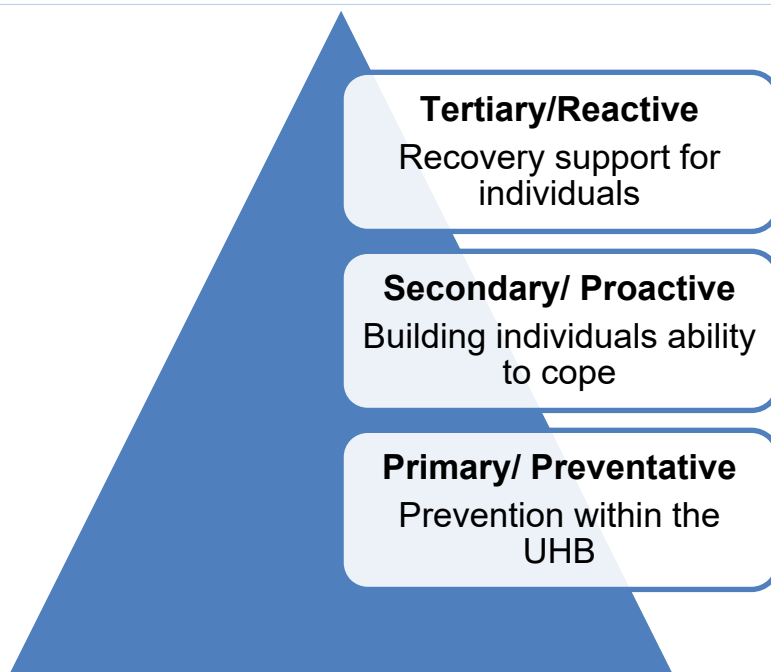 Tertiary/Reactive
Recovery support for
individuals
Secondary/ Proactive
Building individuals ability
to cope
Primary/ Preventative
Prevention within the
UHB